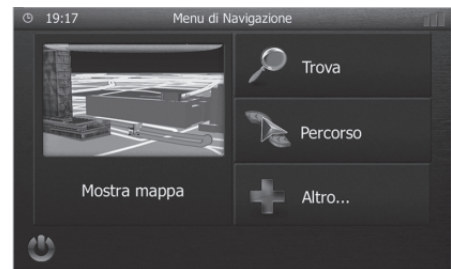 19:17 Menu di Navigazione
Trova
Percorso
Mostra mappa
Altro...